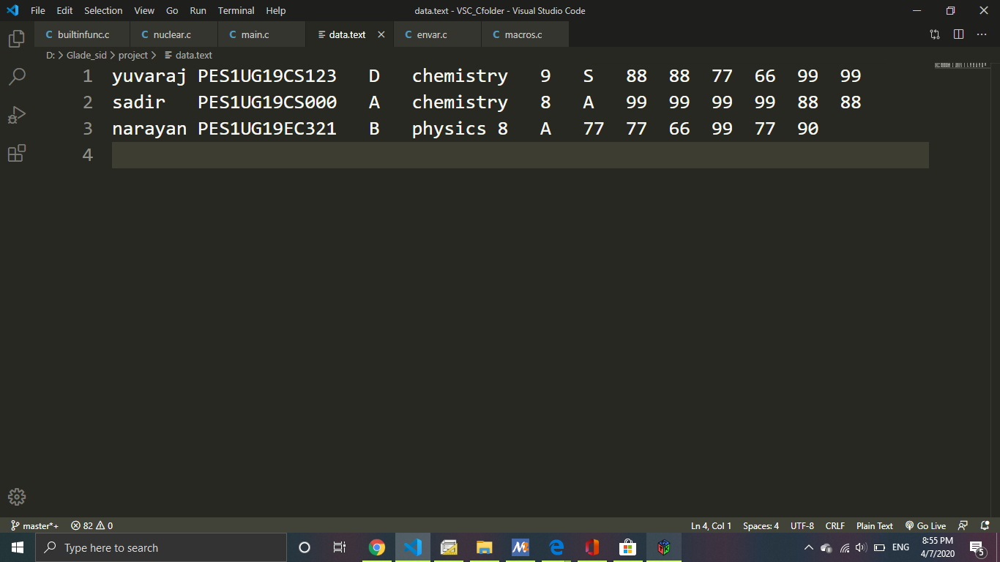 File Edit Selection View Go Run Terminal Help data.text - VSC_Cfolder - Visual Studio Code
C builtinfunc.c C nuclear.c C main.c data.text C envar.c C macros.c
D: > Glade_sid > project > data.text
1 yuvaraj PES1UG19CS123 D chemistry 9 S 88 88 77 66 99 99
2 sadir PES1UG19CS000 A chemistry 8 A 99 99 99 99 88 88
3 narayan PES1UG19EC321 B physics 8 A 77 77 66 99 77 90
4
master*+ 82 0 Ln 4, Col 1 Spaces: 4 UTF-8 CRLF Plain Text Go Live
Type here to search ENG 8:55 PM
4/7/2020 5